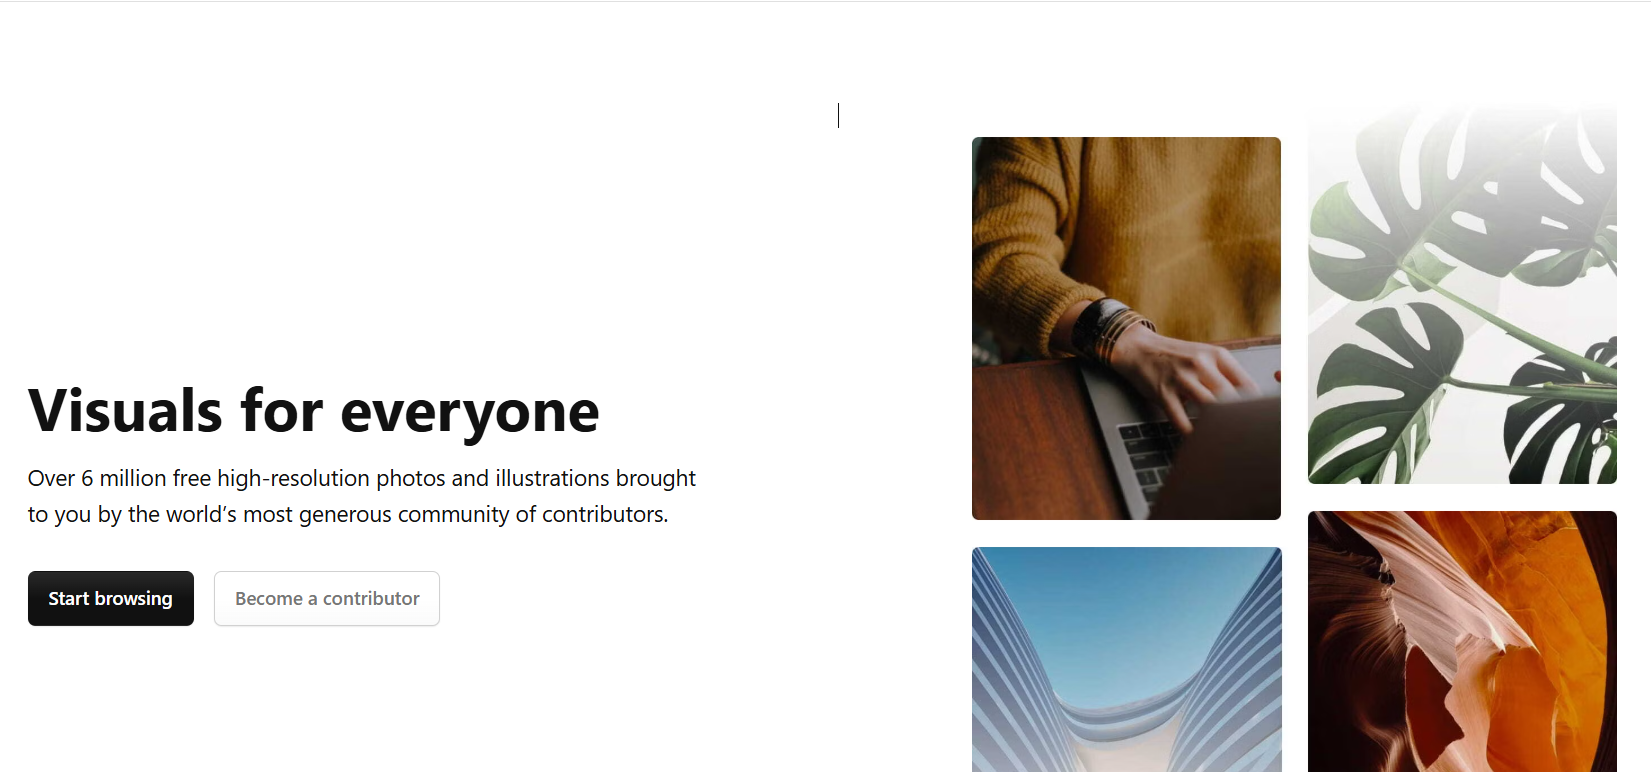 Visuals for everyone
Over 6 million free high-resolution photos and illustrations brought
to you by the world’s most generous community of contributors.
Start browsing
Become a contributor